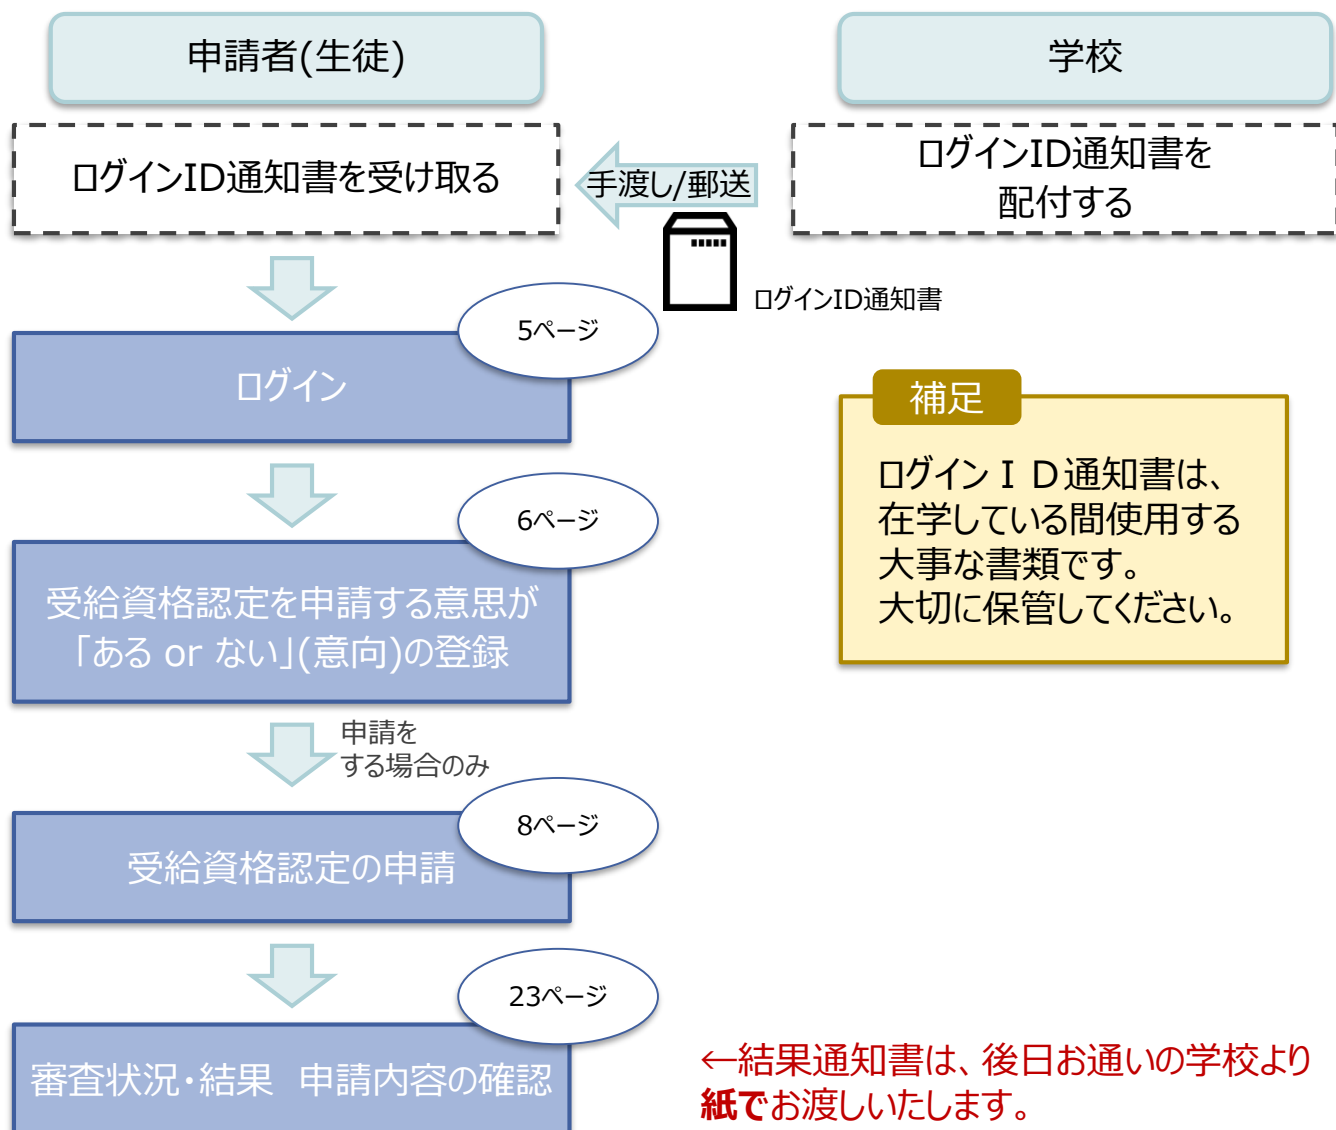 申請者(生徒)
学校
ログインID通知書を受け取る
手渡し/郵送
ログインID通知書を
配付する
ログインID通知書
5ページ
ログイン
補足
ログインＩＤ通知書は、
在学している間使用する
大事な書類です。
大切に保管してください。
6ページ
受給資格認定を申請する意思が
「ある or ない」(意向)の登録
申請を
する場合のみ
8ページ
受給資格認定の申請
23ページ
審査状況・結果　申請内容の確認
←結果通知書は、後日お通いの学校より
紙でお渡しいたします。